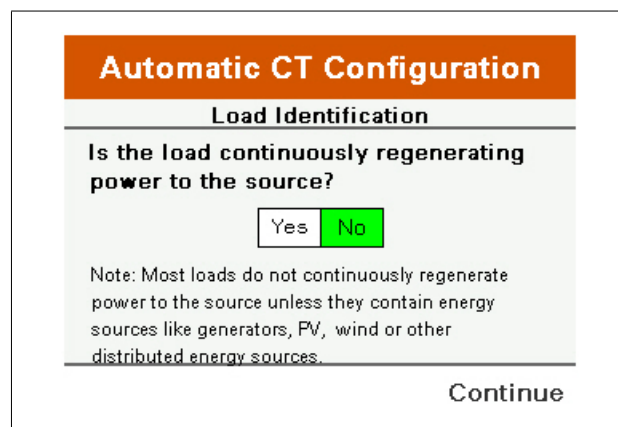 Automatic CT Configuration
Load Identification
Is the load continuously regenerating
power to the source?
Yes No
Note: Most loads do not continuously regenerate
power to the source unless they contain energy
sources like generators, PV, wind or other
distributed energy sources.
Continue